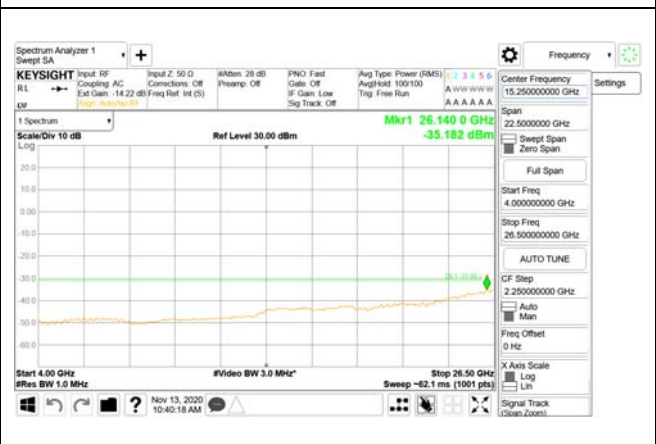 Spectrum Analyzer 1
Swept SA
+
Frequency
KEYSIGHT
RL
Input: RF
Coupling: AC
Ext Gain: -14.22 dB
Align: Auto/No RF
Input Z: 50 Ω
Corrections: Off
Freq Ref: Int (S)
#Atten: 28 dB
Preamp: Off
PNO: Fast
Gate: Off
IF Gain: Low
Sig Track: Off
Avg Type: Power (RMS)
Avg|Hold: 100/100
Trig: Free Run
1 2 3 4 5 6
A W W W W W
A A A A A A
1 Spectrum
Scale/Div 10 dB
Ref Level 30.00 dBm
Mkr1 26.140 0 GHz
-35.182 dBm
Log
20.0
10.0
0.00
-10.0
-20.0
-30.0
-40.0
-50.0
-60.0
Start 4.00 GHz
#Res BW 1.0 MHz
#Video BW 3.0 MHz*
Stop 26.50 GHz
Sweep ~62.1 ms (1001 pts)
?
Nov 13, 2020
10:40:18 AM
Center Frequency
15.250000000 GHz
Settings
Span
22.5000000 GHz
Swept Span
Zero Span
Full Span
Start Freq
4.000000000 GHz
Stop Freq
26.500000000 GHz
AUTO TUNE
CF Step
2.250000000 GHz
Auto
Man
Freq Offset
0 Hz
X Axis Scale
Log
Lin
Signal Track
(Span Zoom)